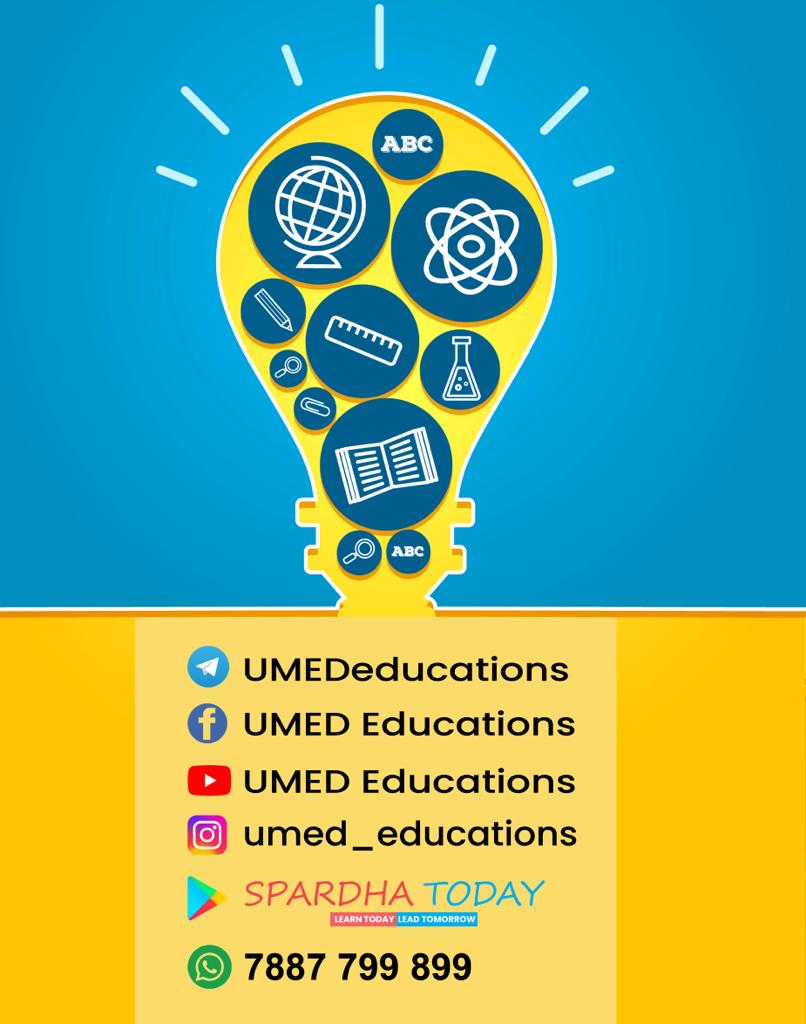 ABC
ABC
UMEDeducations
UMED Educations
UMED Educations
umed_educations
SPARDHA TODAY
LEARN TODAY LEAD TOMORROW
7887 799 899